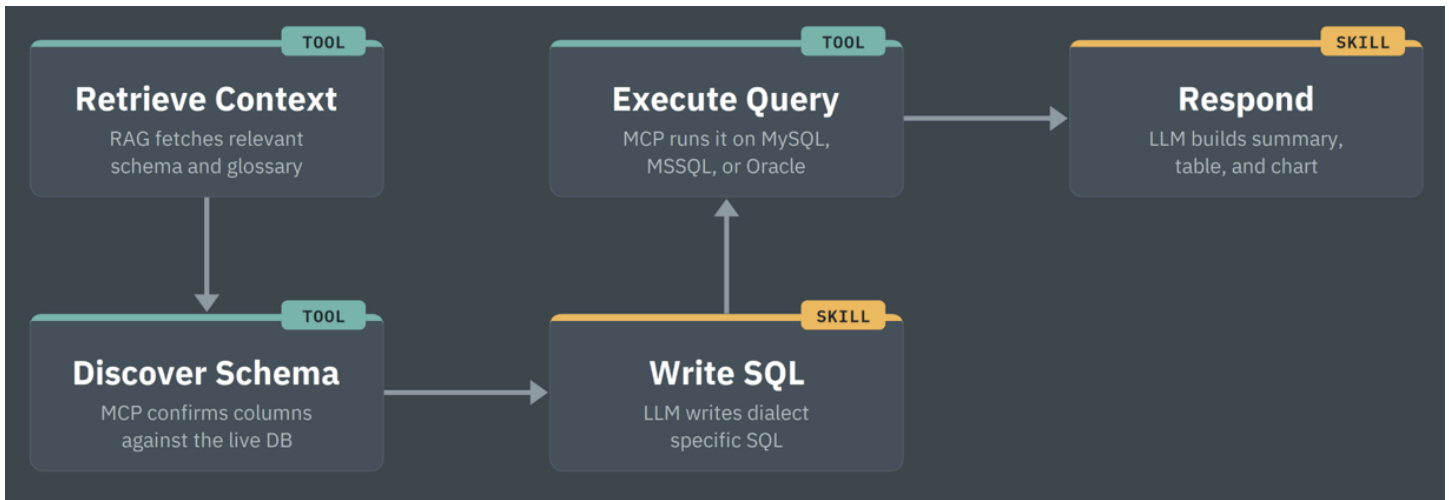 TOOL
Retrieve Context
RAG fetches relevant
schema and glossary
TOOL
Discover Schema
MCP confirms columns
against the live DB
SKILL
Write SQL
LLM writes dialect
specific SQL
TOOL
Execute Query
MCP runs it on MySQL,
MSSQL, or Oracle
SKILL
Respond
LLM builds summary,
table, and chart